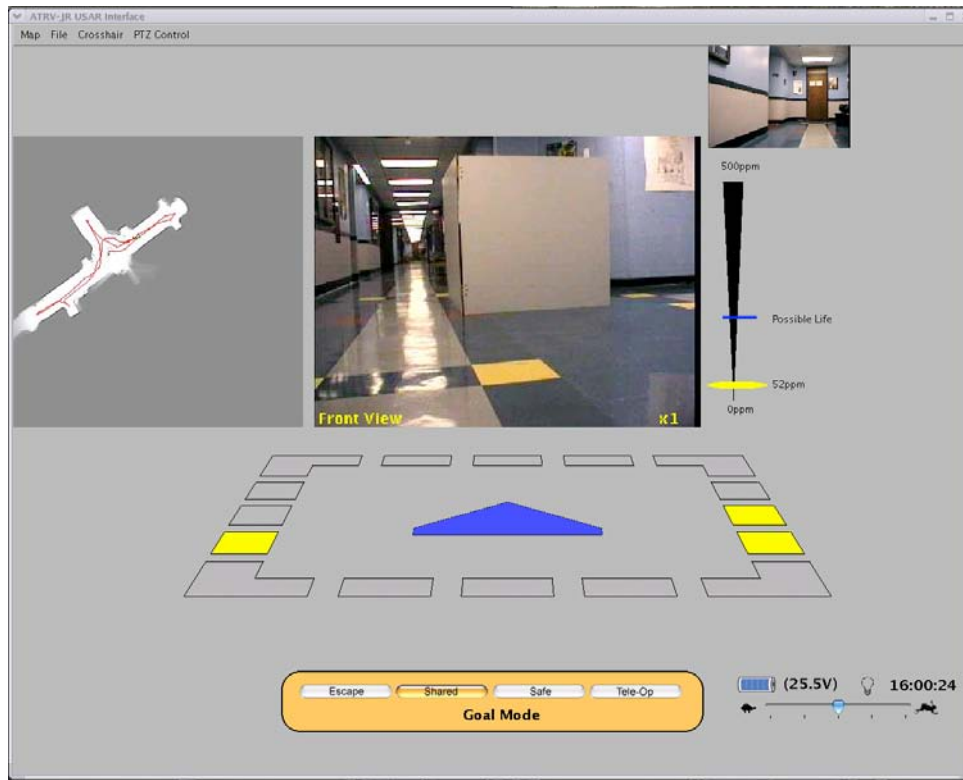 ATRV-JR USAR Interface
Map File Crosshair PTZ Control
500ppm
Possible Life
52ppm
0ppm
Front View x1
Escape Shared Safe Tele-Op
Goal Mode
(25.5V) 16:00:24